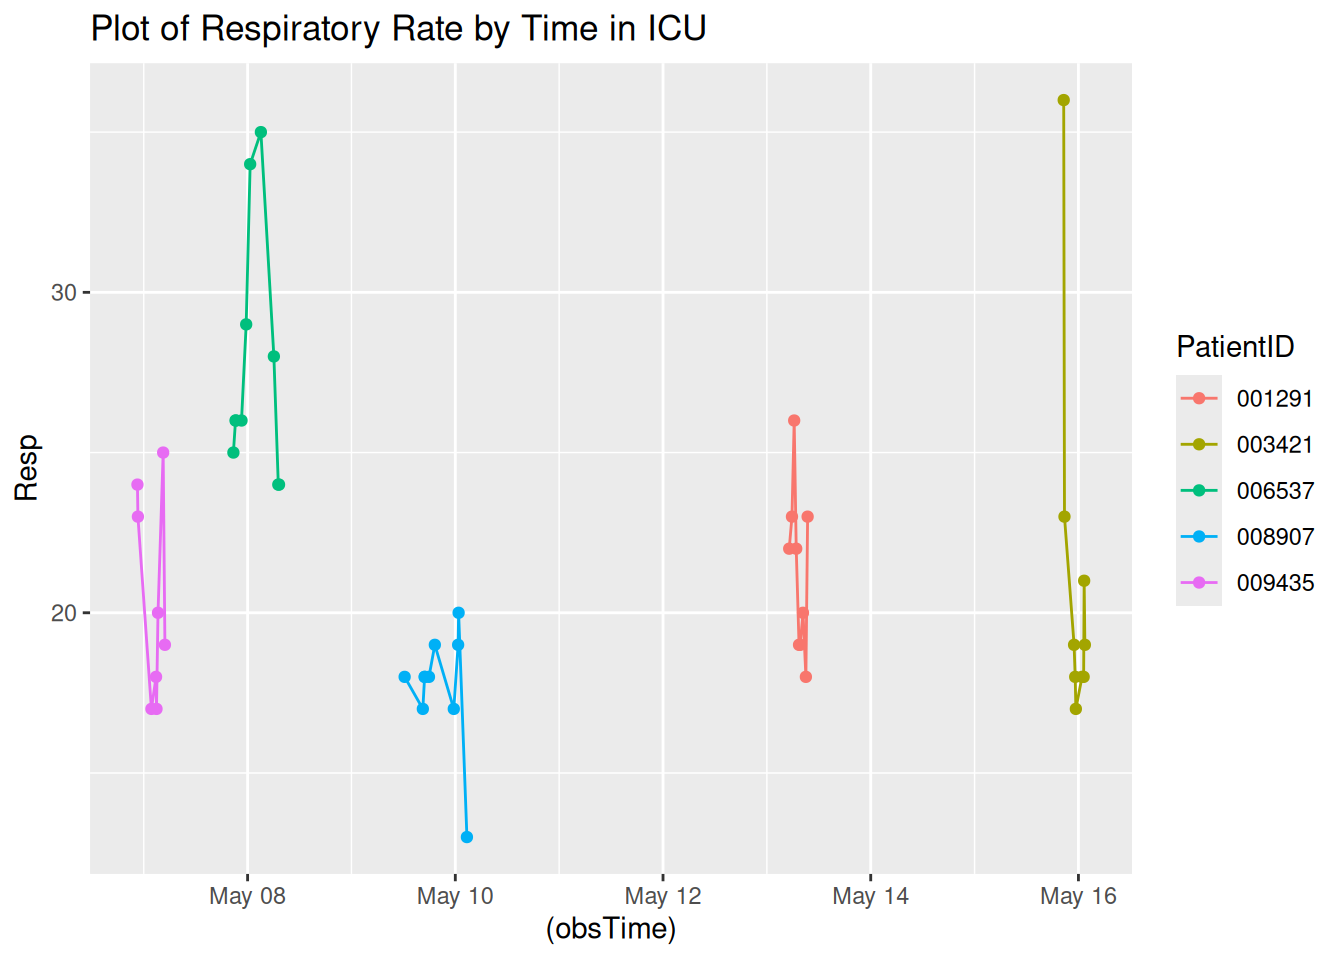 Plot of Respiratory Rate by Time in ICU
Resp
30
20
May 08
May 10
May 12
May 14
May 16
(obsTime)
PatientID
001291
003421
006537
008907
009435